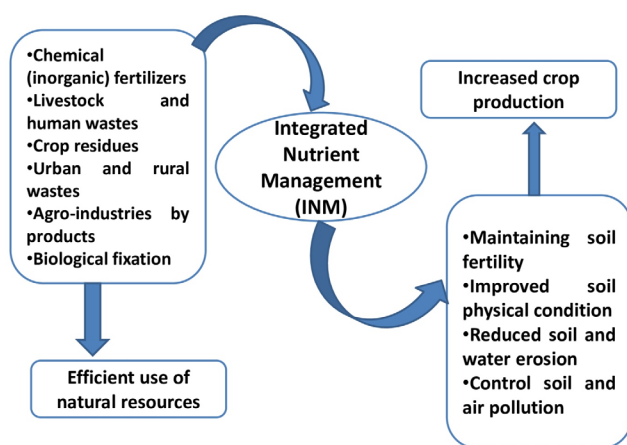 •Chemical
(inorganic) fertilizers
•Livestock and
human wastes
•Crop residues
•Urban and rural
wastes
•Agro-industries by
products
•Biological fixation
Efficient use of
natural resources
Integrated
Nutrient
Management
(INM)
Increased crop
production
•Maintaining soil
fertility
•Improved soil
physical condition
•Reduced soil and
water erosion
•Control soil and
air pollution